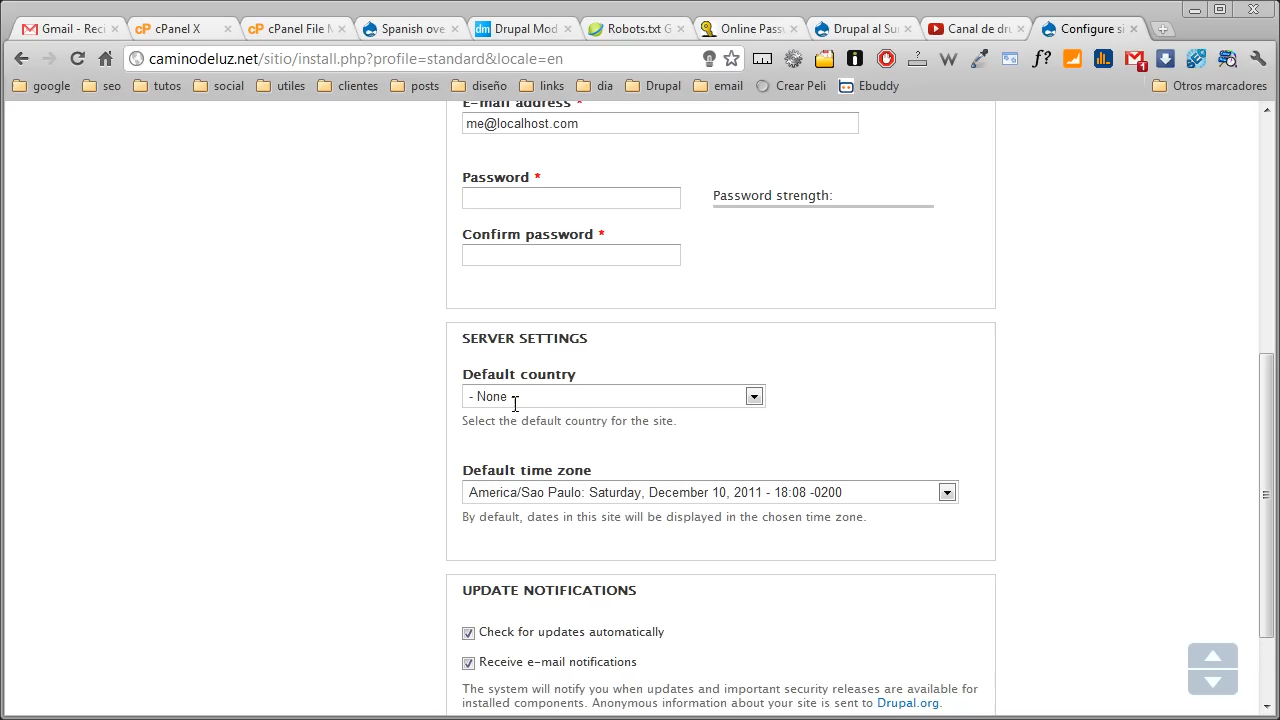 Gmail - Reci
cPanel X
cPanel File M
Spanish ove
Drupal Mod
Robots.txt G
Online Pass
Drupal al Su
Canal de dru
Configure si
caminodeluz.net/sitio/install.php?profile=standard&locale=en
google
seo
tutos
social
utiles
clientes
posts
diseño
links
dia
Drupal
email
Crear Peli
Ebuddy
Otros marcadores
E-mail address *
me@localhost.com
Password *
Password strength:
Confirm password *
SERVER SETTINGS
Default country
- None -
Select the default country for the site.
Default time zone
America/Sao Paulo: Saturday, December 10, 2011 - 18:08 -0200
By default, dates in this site will be displayed in the chosen time zone.
UPDATE NOTIFICATIONS
Check for updates automatically
Receive e-mail notifications
The system will notify you when updates and important security releases are available for
installed components. Anonymous information about your site is sent to Drupal.org.